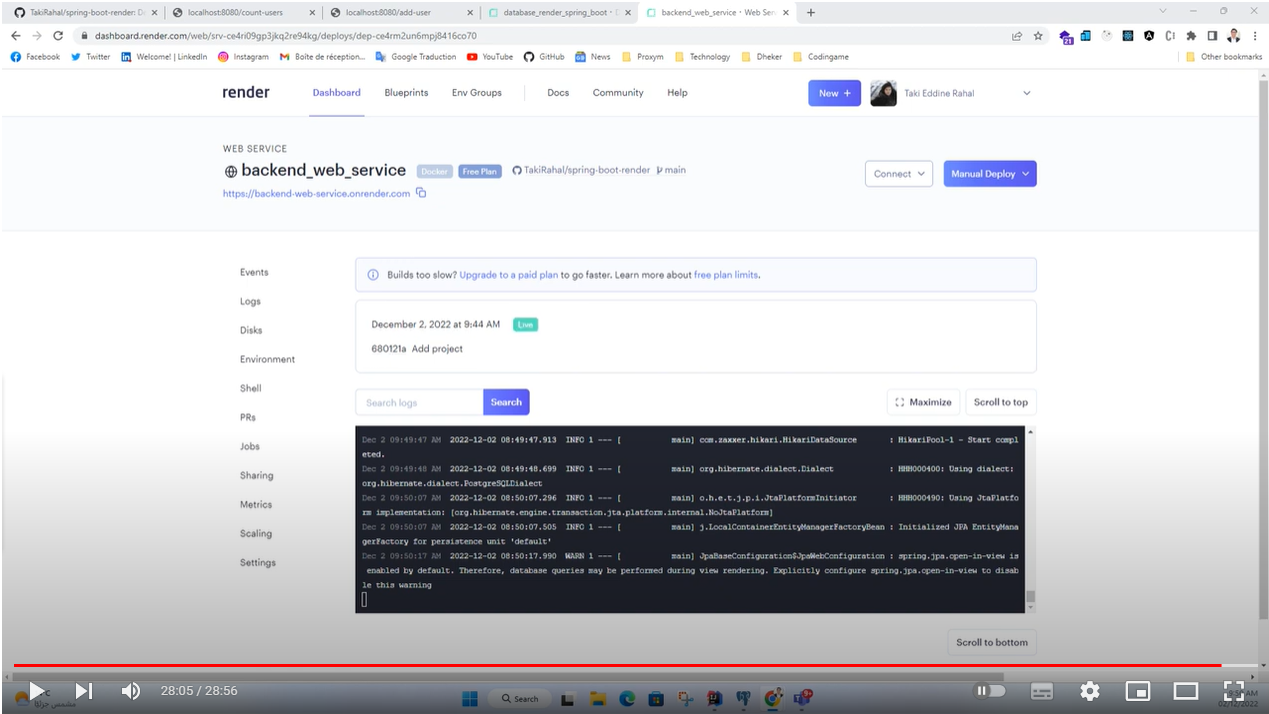 TakiRahal/spring-boot-render: De
localhost:8080/count-users
localhost:8080/add-user
database_render_spring_boot
backend_web_service · Web Ser
dashboard.render.com/web/srv-ce4ri09gp3jkq2re94kg/deploys/dep-ce4rm2un6mpj8416co70
21
Facebook Twitter Welcome! | LinkedIn Instagram Boîte de réception... Google Traduction YouTube GitHub News Proxym Technology Dheker Codingame Other bookmarks
render Dashboard Blueprints Env Groups Docs Community Help New + Taki Eddine Rahal
WEB SERVICE
backend_web_service Docker Free Plan TakiRahal/spring-boot-render main
Connect Manual Deploy
https://backend-web-service.onrender.com
Events
Logs
Disks
Environment
Shell
PRs
Jobs
Sharing
Metrics
Scaling
Settings
Builds too slow? Upgrade to a paid plan to go faster. Learn more about free plan limits.
December 2, 2022 at 9:44 AM Live
680121a Add project
Search logs Search Maximize Scroll to top
Dec 2 09:49:47 AM 2022-12-02 08:49:47.913 INFO 1 --- [ main] com.zaxxer.hikari.HikariDataSource : HikariPool-1 - Start compl
eted.
Dec 2 09:49:48 AM 2022-12-02 08:49:48.699 INFO 1 --- [ main] org.hibernate.dialect.Dialect : HHH000400: Using dialect:
org.hibernate.dialect.PostgreSQLDialect
Dec 2 09:50:07 AM 2022-12-02 08:50:07.296 INFO 1 --- [ main] o.h.e.t.j.p.i.JtaPlatformInitiator : HHH000490: Using JtaPlatfo
rm implementation: [org.hibernate.engine.transaction.jta.platform.internal.NoJtaPlatform]
Dec 2 09:50:07 AM 2022-12-02 08:50:07.505 INFO 1 --- [ main] j.LocalContainerEntityManagerFactoryBean : Initialized JPA EntityMana
gerFactory for persistence unit 'default'
Dec 2 09:50:17 AM 2022-12-02 08:50:17.990 WARN 1 --- [ main] JpaBaseConfiguration$JpaWebConfiguration : spring.jpa.open-in-view is
enabled by default. Therefore, database queries may be performed during view rendering. Explicitly configure spring.jpa.open-in-view to disab
le this warning
Scroll to bottom
28:05 / 28:56
Search
02/12/2022